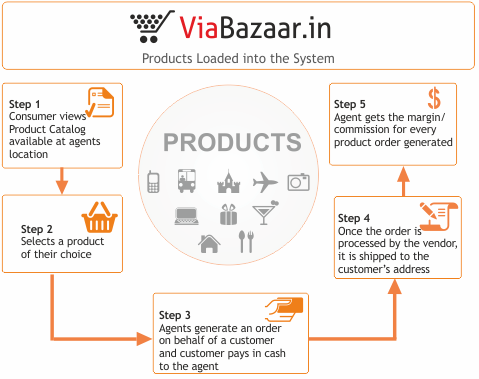 ViaBazaar.in
Products Loaded into the System
Step 1
Consumer views
Product Catalog
available at agents
location
Step 2
Selects a product
of their choice
PRODUCTS
Step 3
Agents generate an order
on behalf of a customer
and customer pays in cash
to the agent
Step 4
Once the order is
processed by the vendor,
it is shipped to the
customer's address
Step 5
Agent gets the margin/
commission for every
product order generated
$